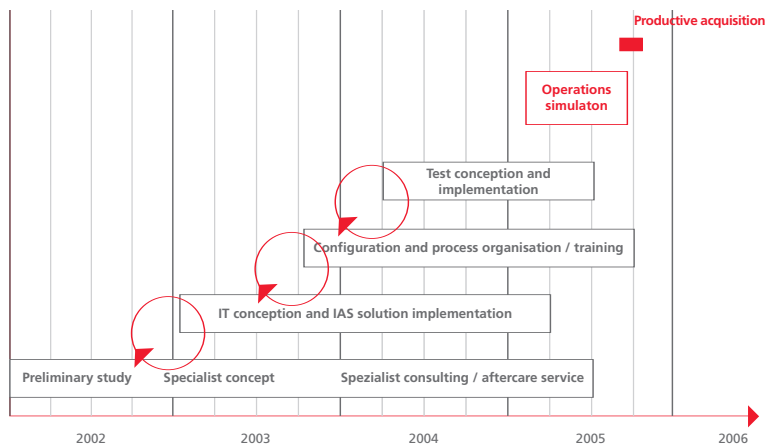 Productive acquisition
Operations
simulaton
Test conception and
implementation
Configuration and process organisation / training
IT conception and IAS solution implementation
Preliminary study
Specialist concept
Spezialist consulting / aftercare service
2002
2003
2004
2005
2006